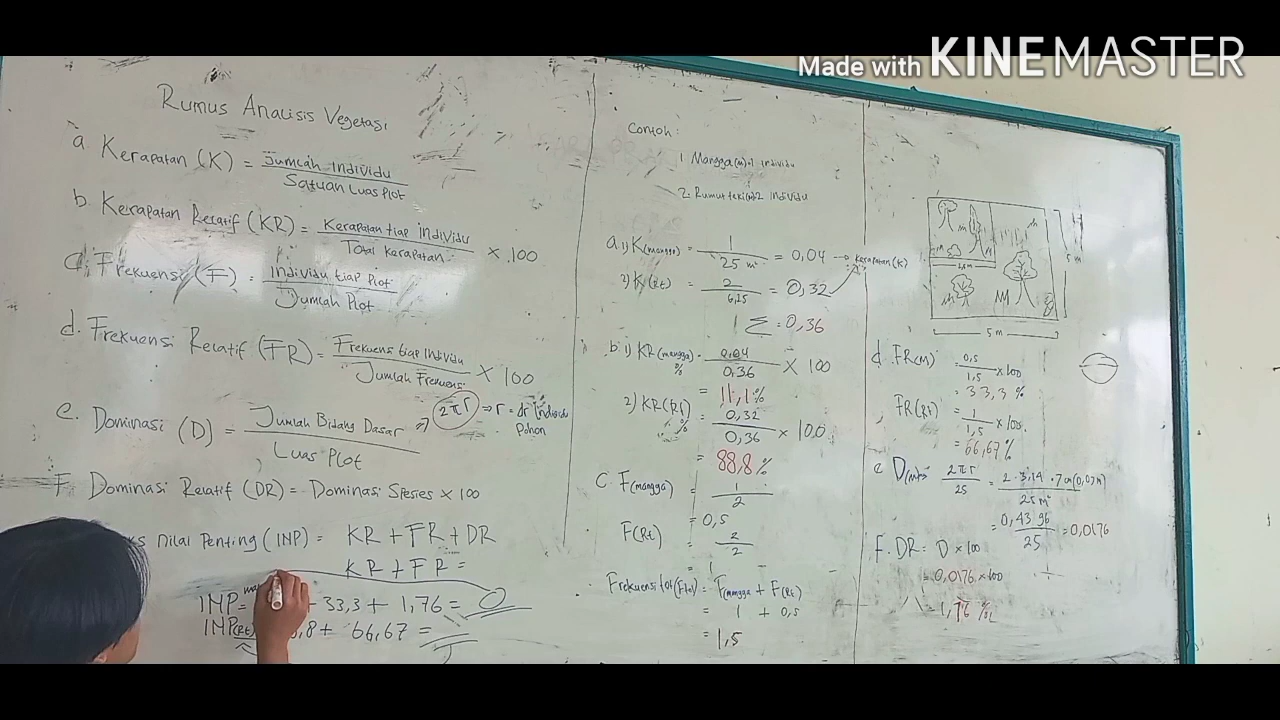 Made with KINEMASTER
Rumus Analisis Vegetasi
a. Kerapatan (K) = Jumlah Individu / Satuan Luas Plot
b. Kerapatan Relatif (KR) = Kerapatan tiap Individu / Total kerapatan × 100
Frekuensi (F) = Individu tiap Plot / Jumlah Plot
d. Frekuensi Relatif (FR) = Frekuensi tiap Individu / Jumlah Frekuensi × 100
e. Dominasi (D) = Jumlah Bidang Dasar / Luas Plot → 2πr ⇒ r = dr Individu Pohon
F. Dominasi Relatif (DR) = Dominasi Spesies × 100
Nilai Penting (INP) = KR + FR + DR
KR + FR =
INP = + 33,3 + 1,76 =
INP(Rt) 8,8 + 66,67 =
Contoh:
1. Mangga (m) = 1 Individu
2. Rumput teki 2 Individu
a. 1) K(mangga) = 1 / 25 m² = 0,04 → Kerapatan (K)
2) K(Rt) = 2 / 6,25 = 0,32
Σ = 0,36
b. 1) KR(mangga) = 0,04 / 0,36 × 100
%
= 11,1%
2) KR(Rt) = 0,32 / 0,36 × 100
%
= 88,8%
C. F(mangga) = 1 / 2
= 0,5
F(Rt) = 2 / 2
= 1
Frekuensi tot (Ftot) = F(mangga) + F(Rt)
= 1 + 0,5
= 1,5
5 m
5 m
d. FR(M) = 0,5 / 1,5 × 100
= 33,3 %
FR(Rt) = 1 / 1,5 × 100
= 66,67%
e. 2πr / 25 = 2 · 3,14 · 7 cm (0,07 m) / 25 m²
= 0,4396 / 25 = 0,0176
F. DR = D × 100
= 0,0176 × 100
= 1,76 %